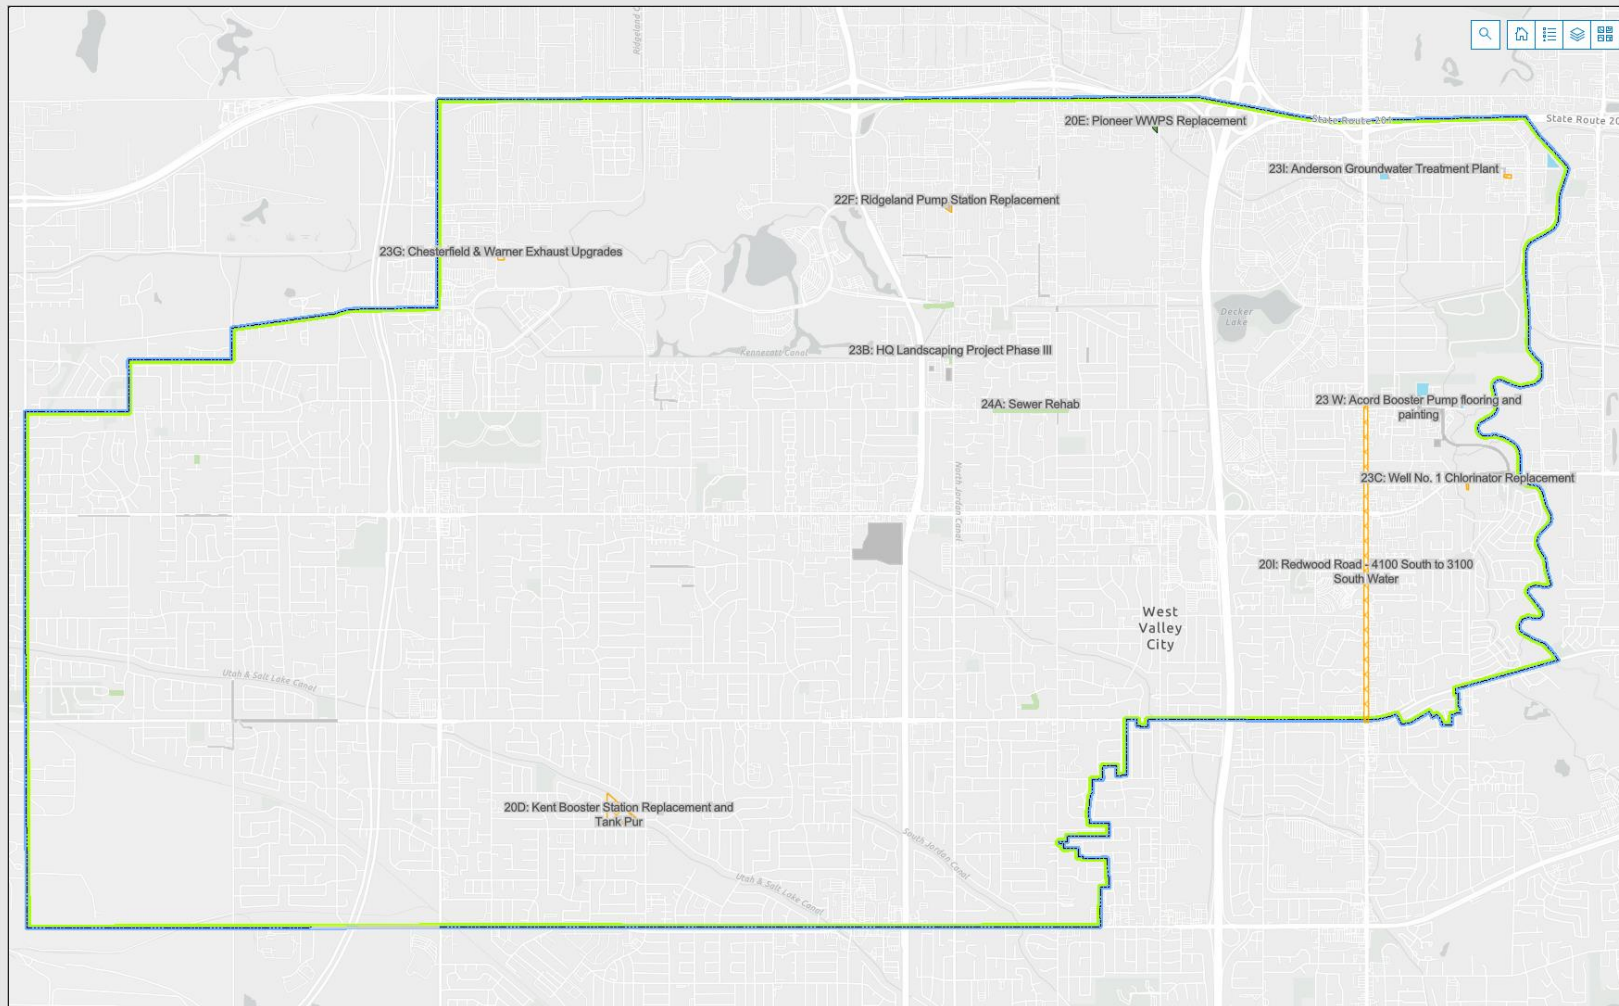 Ridgeland C
State Route 201
State Route 20
20E: Pioneer WWPS Replacement
23I: Anderson Groundwater Treatment Plant
22F: Ridgeland Pump Station Replacement
23G: Chesterfield & Warner Exhaust Upgrades
Decker
Lake
23B: HQ Landscaping Project Phase III
Kennecott Canal
24A: Sewer Rehab
23 W: Acord Booster Pump flooring and
painting
23C: Well No. 1 Chlorinator Replacement
North Jordan Canal
20I: Redwood Road - 4100 South to 3100
South Water
West
Valley
City
Utah & Salt Lake Canal
20D: Kent Booster Station Replacement and
Tank Pur
South Jordan Canal
Utah & Salt Lake Canal